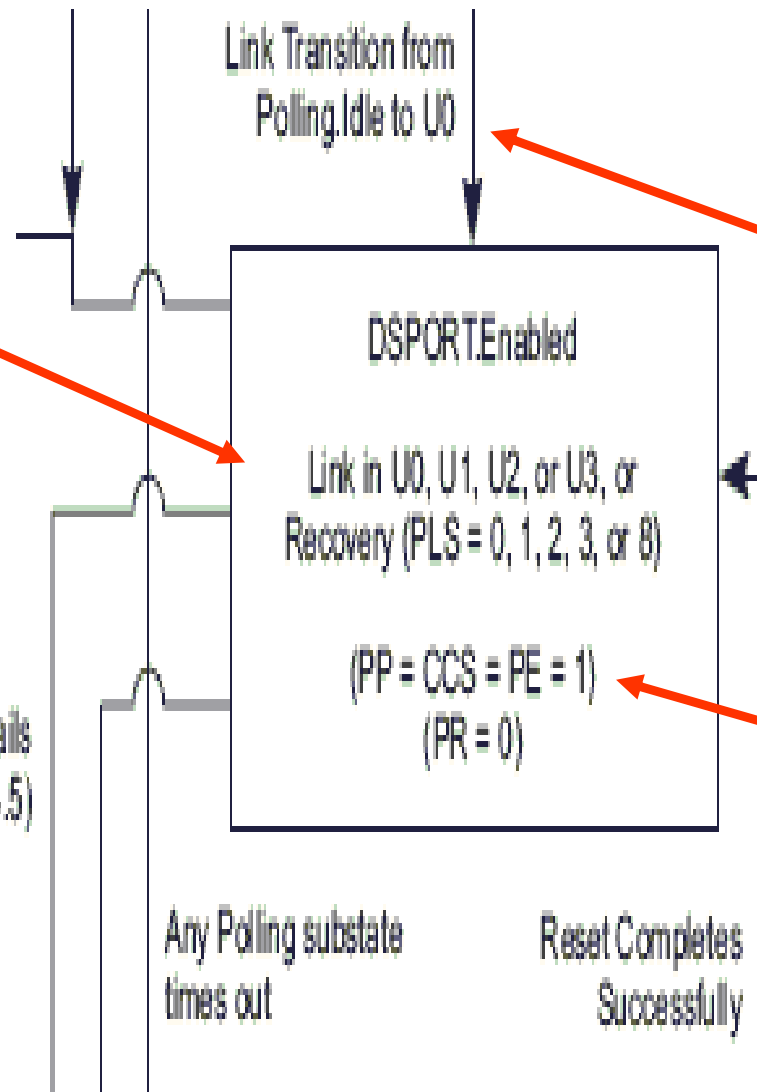 Link Transition from
Polling.Idle to U0
DSPORT.Enabled
Link in U0, U1, U2, or U3, or
Recovery (PLS = 0, 1, 2, 3, or 8)
(PP = CCS = PE = 1)
(PR = 0)
ails
.5)
Any Polling substate
times out
Reset Completes
Successfully